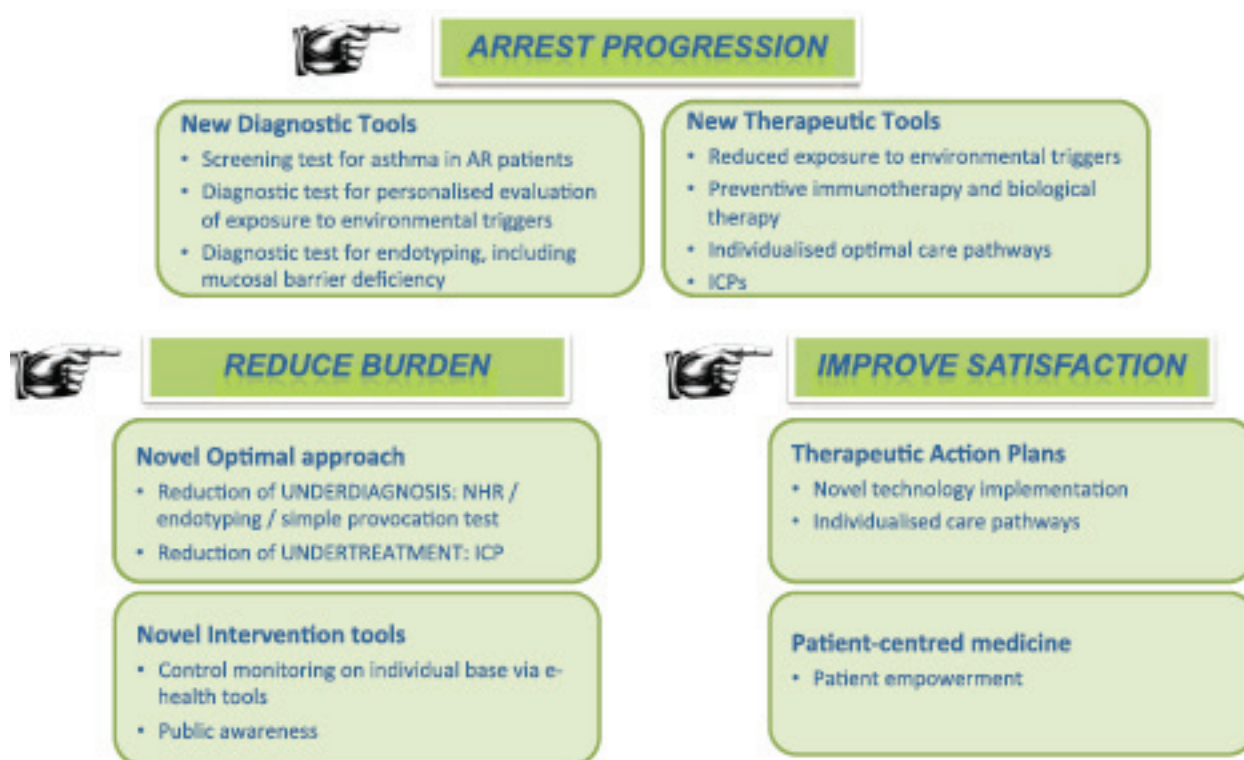 ARREST PROGRESSION
New Diagnostic Tools
• Screening test for asthma in AR patients
• Diagnostic test for personalised evaluation
of exposure to environmental triggers
• Diagnostic test for endotyping, including
mucosal barrier deficiency
New Therapeutic Tools
• Reduced exposure to environmental triggers
• Preventive immunotherapy and biological
therapy
• Individualised optimal care pathways
• ICPs
REDUCE BURDEN
Novel Optimal approach
• Reduction of UNDERDIAGNOSIS: NHR /
endotyping / simple provocation test
• Reduction of UNDERTREATMENT: ICP
Novel Intervention tools
• Control monitoring on individual base via e-
health tools
• Public awareness
IMPROVE SATISFACTION
Therapeutic Action Plans
• Novel technology implementation
• Individualised care pathways
Patient-centred medicine
• Patient empowerment